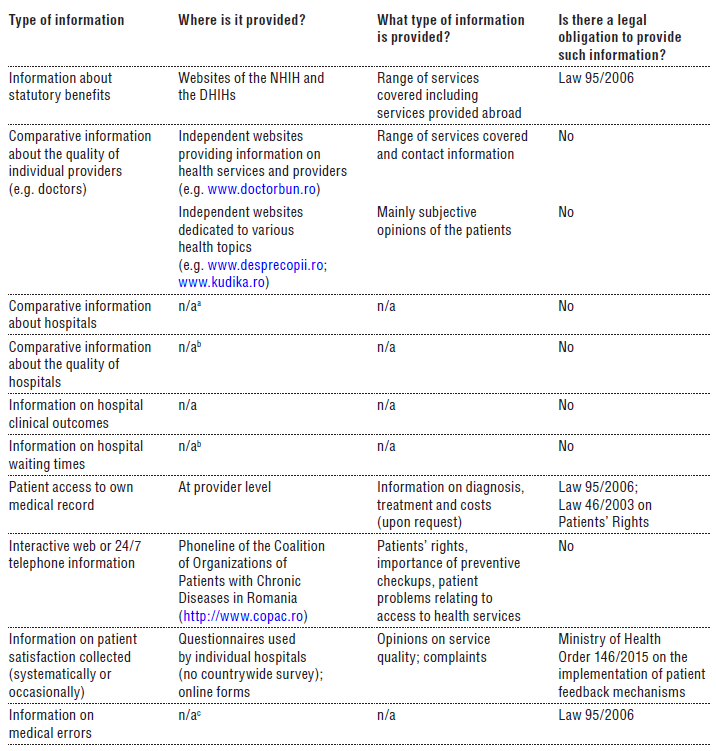 Type of information
Where is it provided?
What type of information
is provided?
Is there a legal
obligation to provide
such information?
Information about
statutory benefits
Websites of the NHIH and
the DHIHs
Range of services
covered including
services provided abroad
Law 95/2006
Comparative information
about the quality of
individual providers
(e.g. doctors)
Independent websites
providing information on
health services and providers
(e.g. www.doctorbun.ro)
Range of services covered
and contact information
No
Independent websites
dedicated to various
health topics
(e.g. www.desprecopii.ro;
www.kudika.ro)
Mainly subjective
opinions of the patients
No
Comparative information
about hospitals
n/aᵃ
n/a
No
Comparative information
about the quality of
hospitals
n/aᵇ
n/a
No
Information on hospital
clinical outcomes
n/a
n/a
No
Information on hospital
waiting times
n/aᵇ
n/a
No
Patient access to own
medical record
At provider level
Information on diagnosis,
treatment and costs
(upon request)
Law 95/2006;
Law 46/2003 on
Patients’ Rights
Interactive web or 24/7
telephone information
Phoneline of the Coalition
of Organizations of
Patients with Chronic
Diseases in Romania
(http://www.copac.ro)
Patients’ rights,
importance of preventive
checkups, patient
problems relating to
access to health services
No
Information on patient
satisfaction collected
(systematically or
occasionally)
Questionnaires used
by individual hospitals
(no countrywide survey);
online forms
Opinions on service
quality; complaints
Ministry of Health
Order 146/2015 on the
implementation of patient
feedback mechanisms
Information on
medical errors
n/aᶜ
n/a
Law 95/2006